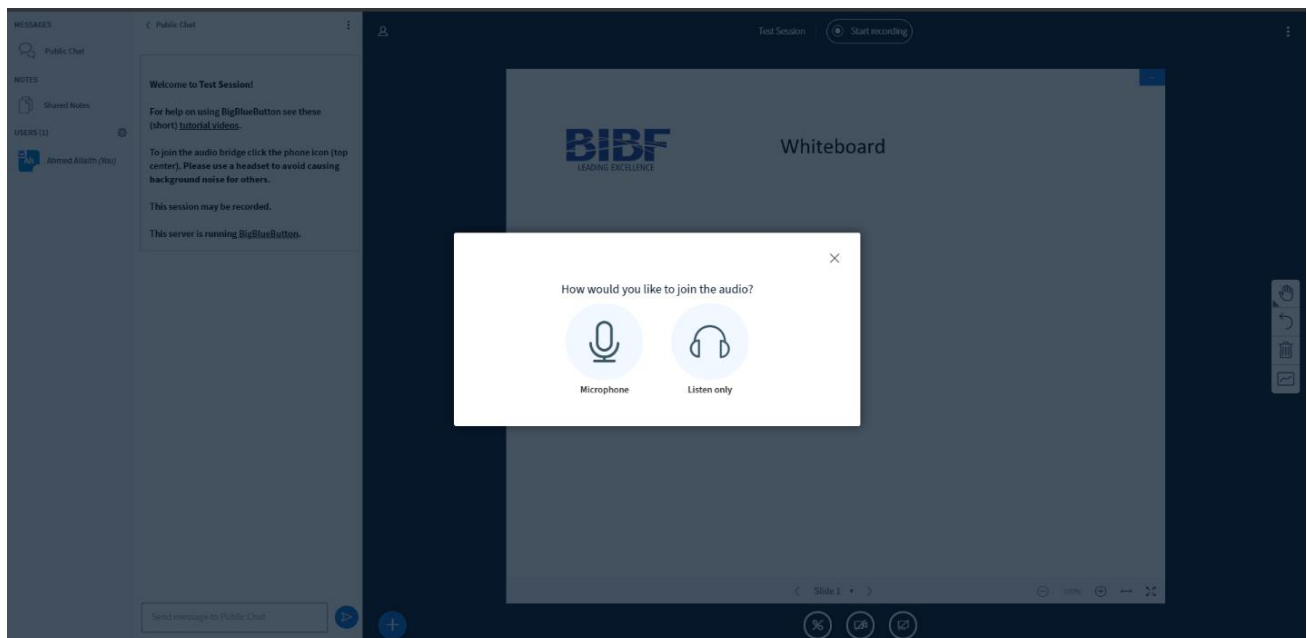 MESSAGES
Public Chat
NOTES
Shared Notes
USERS (1)
Ah
Ahmed Allaith (You)
Public Chat
Welcome to Test Session!
For help on using BigBlueButton see these
(short) tutorial videos.
To join the audio bridge click the phone icon (top
center). Please use a headset to avoid causing
background noise for others.
This session may be recorded.
This server is running BigBlueButton.
Send message to Public Chat
Test Session
Start recording
BIBF
LEADING EXCELLENCE
Whiteboard
How would you like to join the audio?
Microphone
Listen only
Slide 1
100%